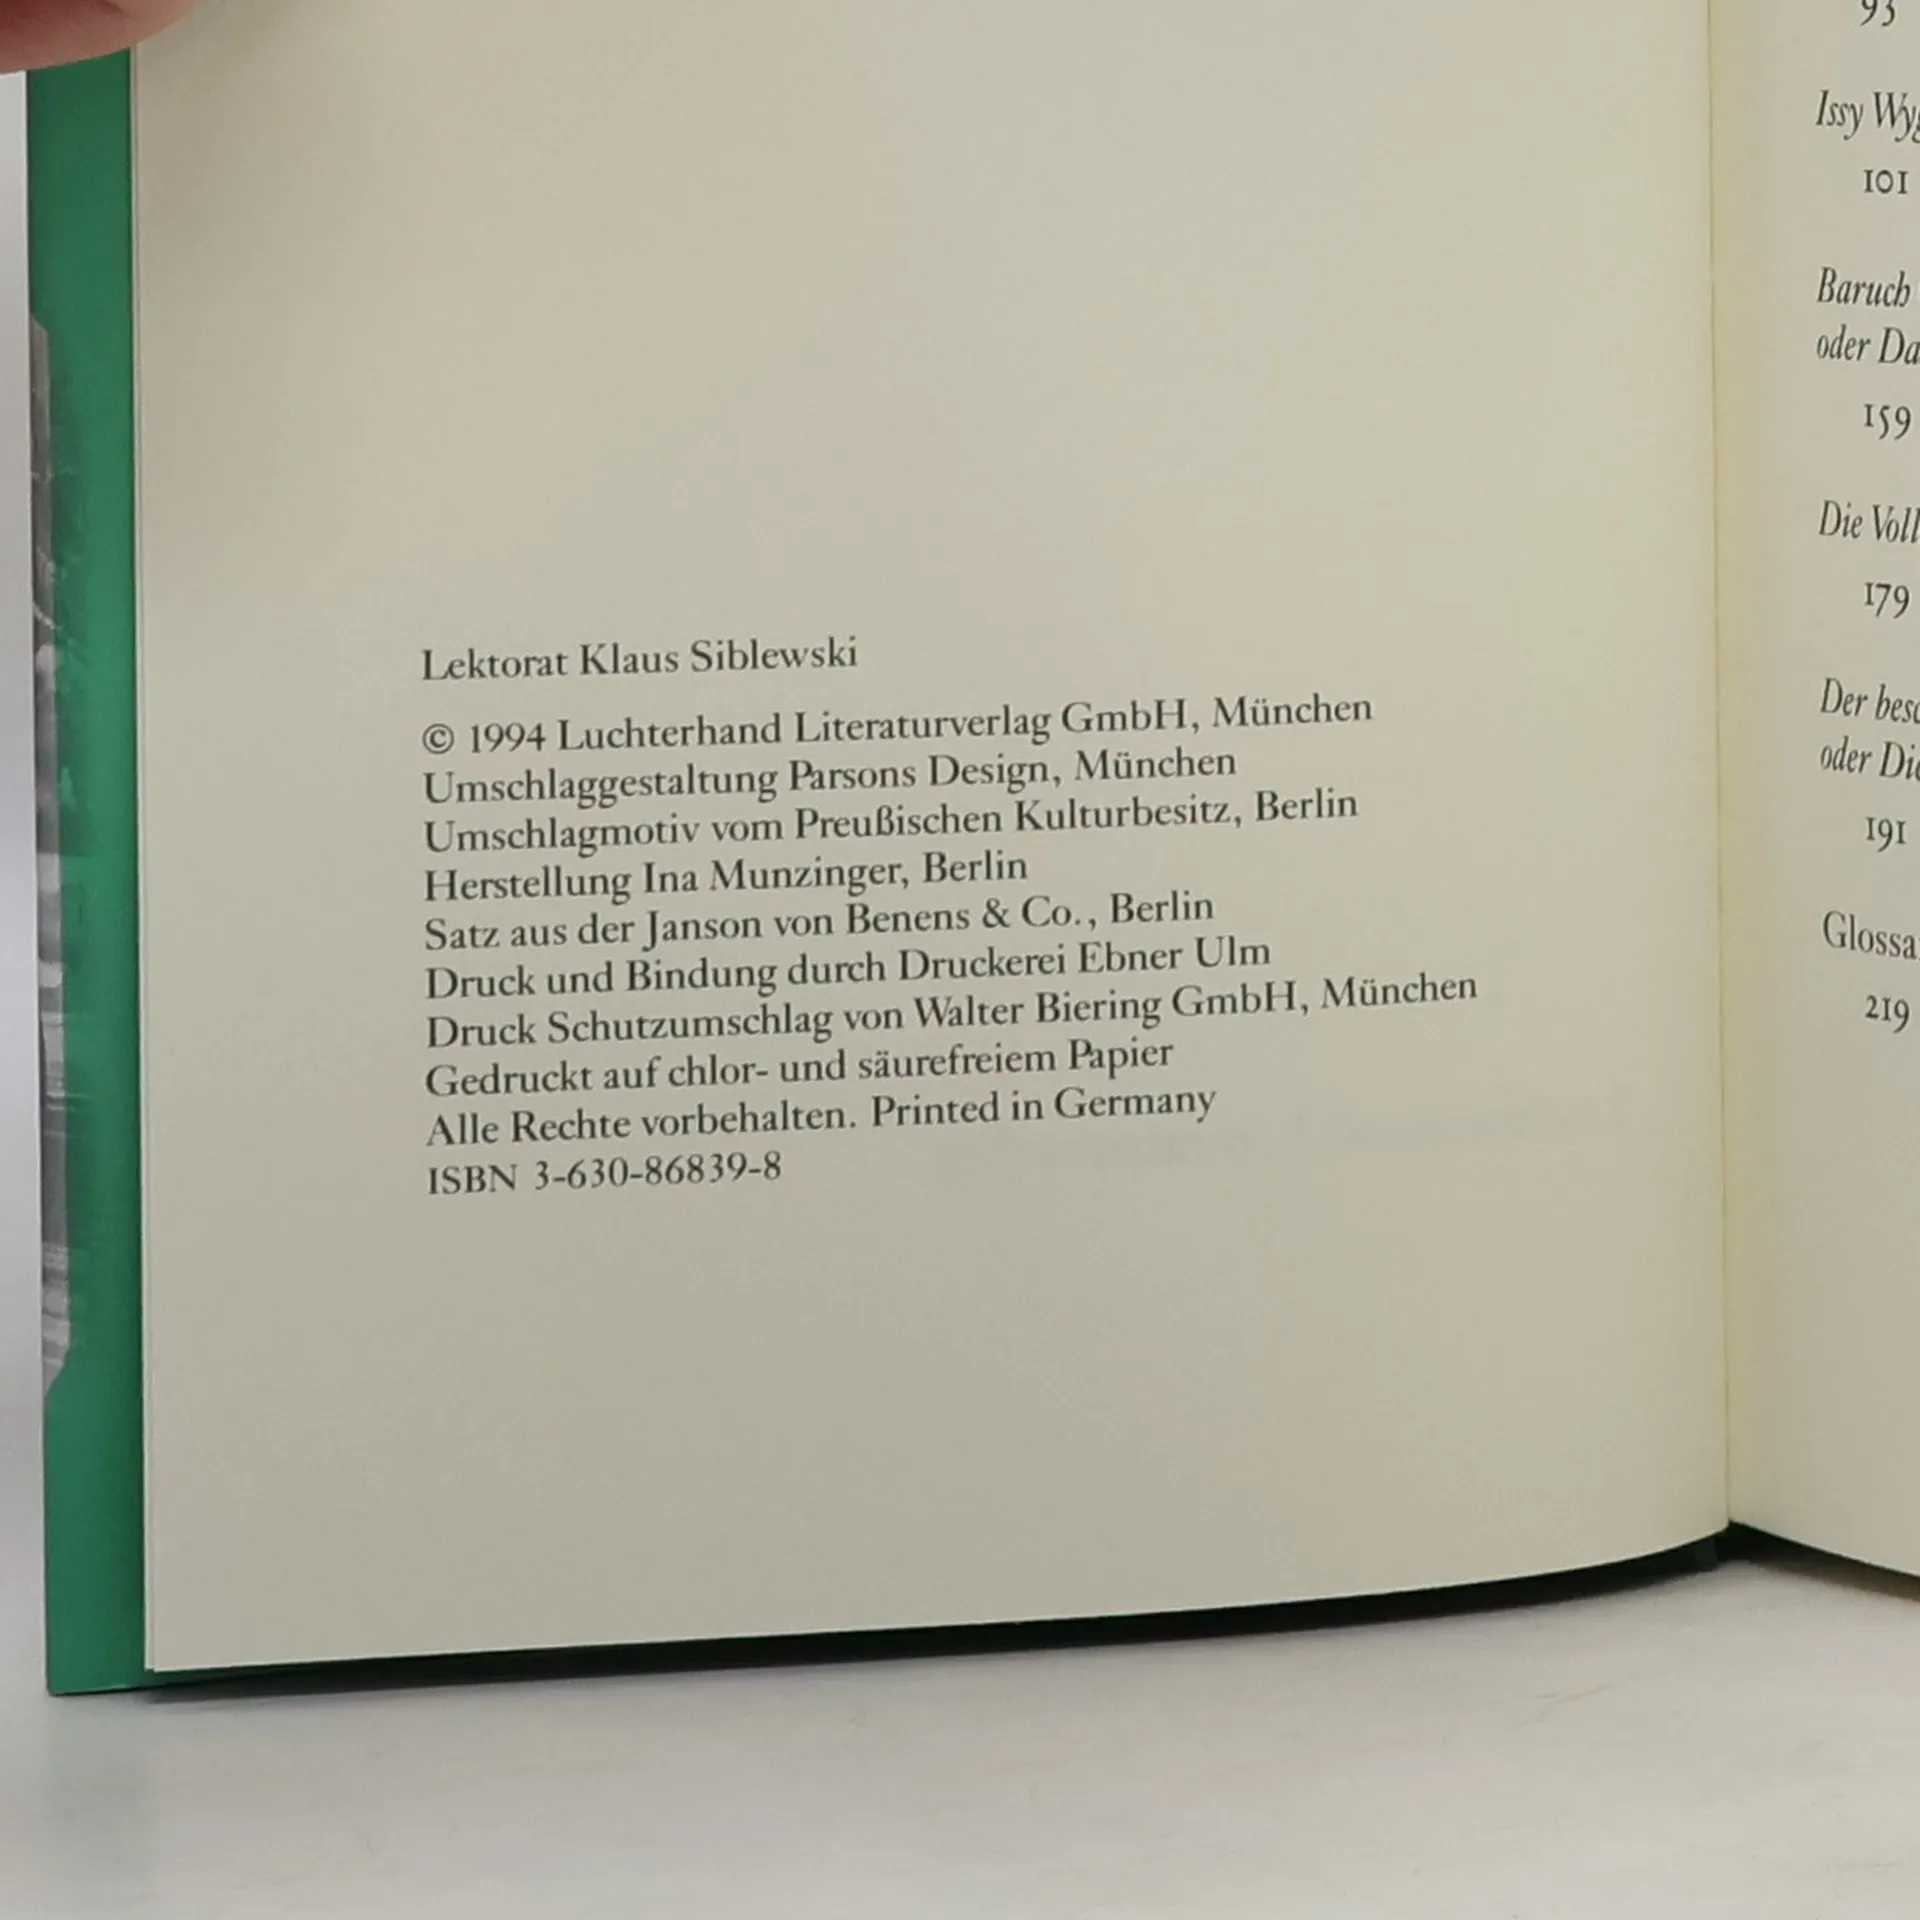 Lektorat Klaus Siblewski
© 1994 Luchterhand Literaturverlag GmbH, München
Umschlaggestaltung Parsons Design, München
Umschlagmotiv vom Preußischen Kulturbesitz, Berlin
Herstellung Ina Munzinger, Berlin
Satz aus der Janson von Benens & Co., Berlin
Druck und Bindung durch Druckerei Ebner Ulm
Druck Schutzumschlag von Walter Biering GmbH, München
Gedruckt auf chlor- und säurefreiem Papier
Alle Rechte vorbehalten. Printed in Germany
ISBN 3-630-86839-8
93
Issy
101
Baruch
oder
159
Die
179
Der
oder
191
219